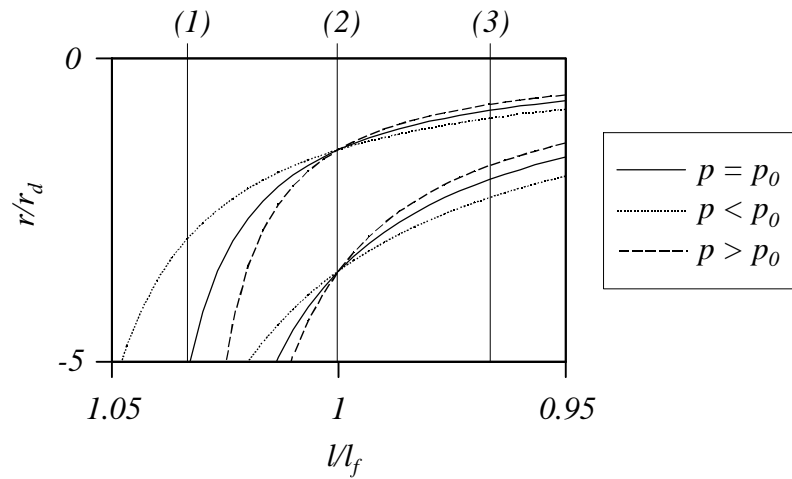 (1) (2) (3)
0
r/r_d
-5
1.05 1 0.95
l/l_f
p = p_0
p < p_0
p > p_0